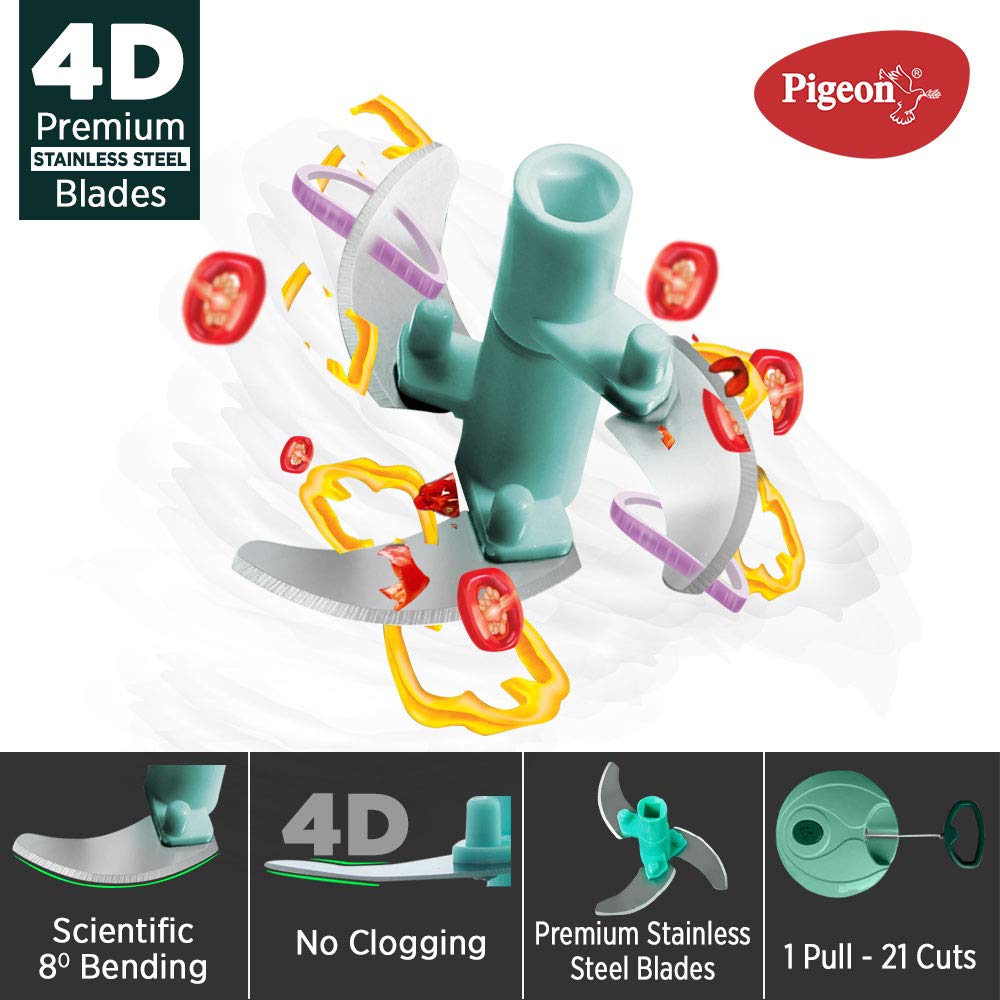 4D
Premium
STAINLESS STEEL
Blades
Pigeon®
4D
Scientific
8⁰ Bending
No Clogging
Premium Stainless
Steel Blades
1 Pull - 21 Cuts